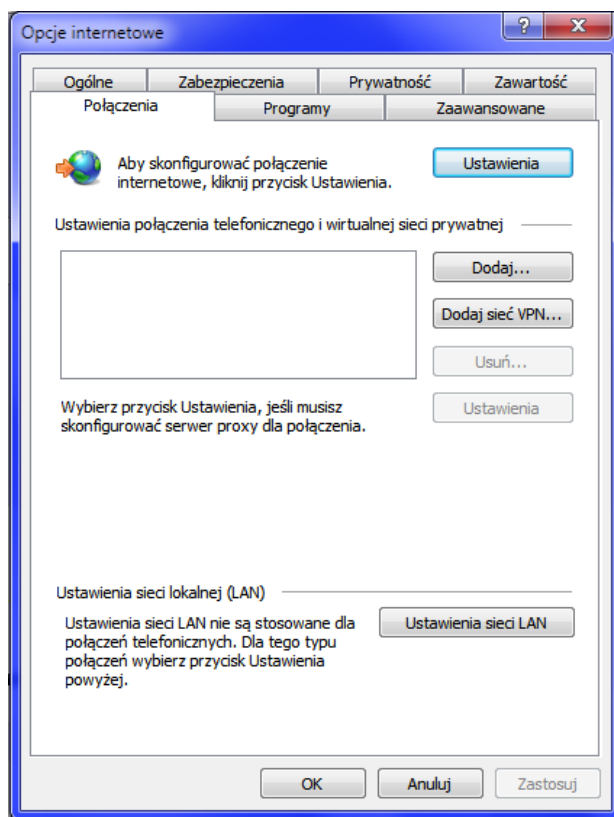 Opcje internetowe
?
X
Ogólne
Zabezpieczenia
Prywatność
Zawartość
Połączenia
Programy
Zaawansowane
Aby skonfigurować połączenie
internetowe, kliknij przycisk Ustawienia.
Ustawienia
Ustawienia połączenia telefonicznego i wirtualnej sieci prywatnej
Dodaj...
Dodaj sieć VPN...
Usuń...
Wybierz przycisk Ustawienia, jeśli musisz
skonfigurować serwer proxy dla połączenia.
Ustawienia
Ustawienia sieci lokalnej (LAN)
Ustawienia sieci LAN nie są stosowane dla
połączeń telefonicznych. Dla tego typu
połączeń wybierz przycisk Ustawienia
powyżej.
Ustawienia sieci LAN
OK
Anuluj
Zastosuj